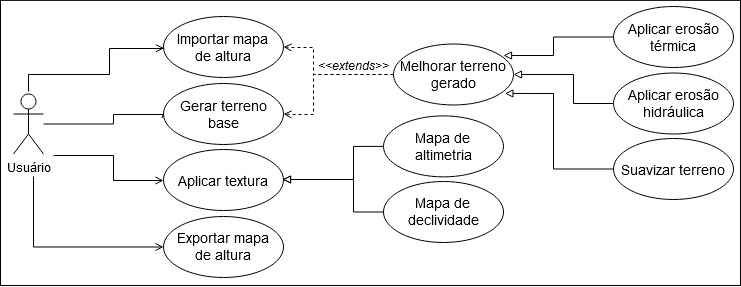 Importar mapa
de altura
Gerar terreno
base
Usuário
Aplicar textura
Exportar mapa
de altura
<<extends>>
Melhorar terreno
gerado
Mapa de
altimetria
Mapa de
declividade
Aplicar erosão
térmica
Aplicar erosão
hidráulica
Suavizar terreno